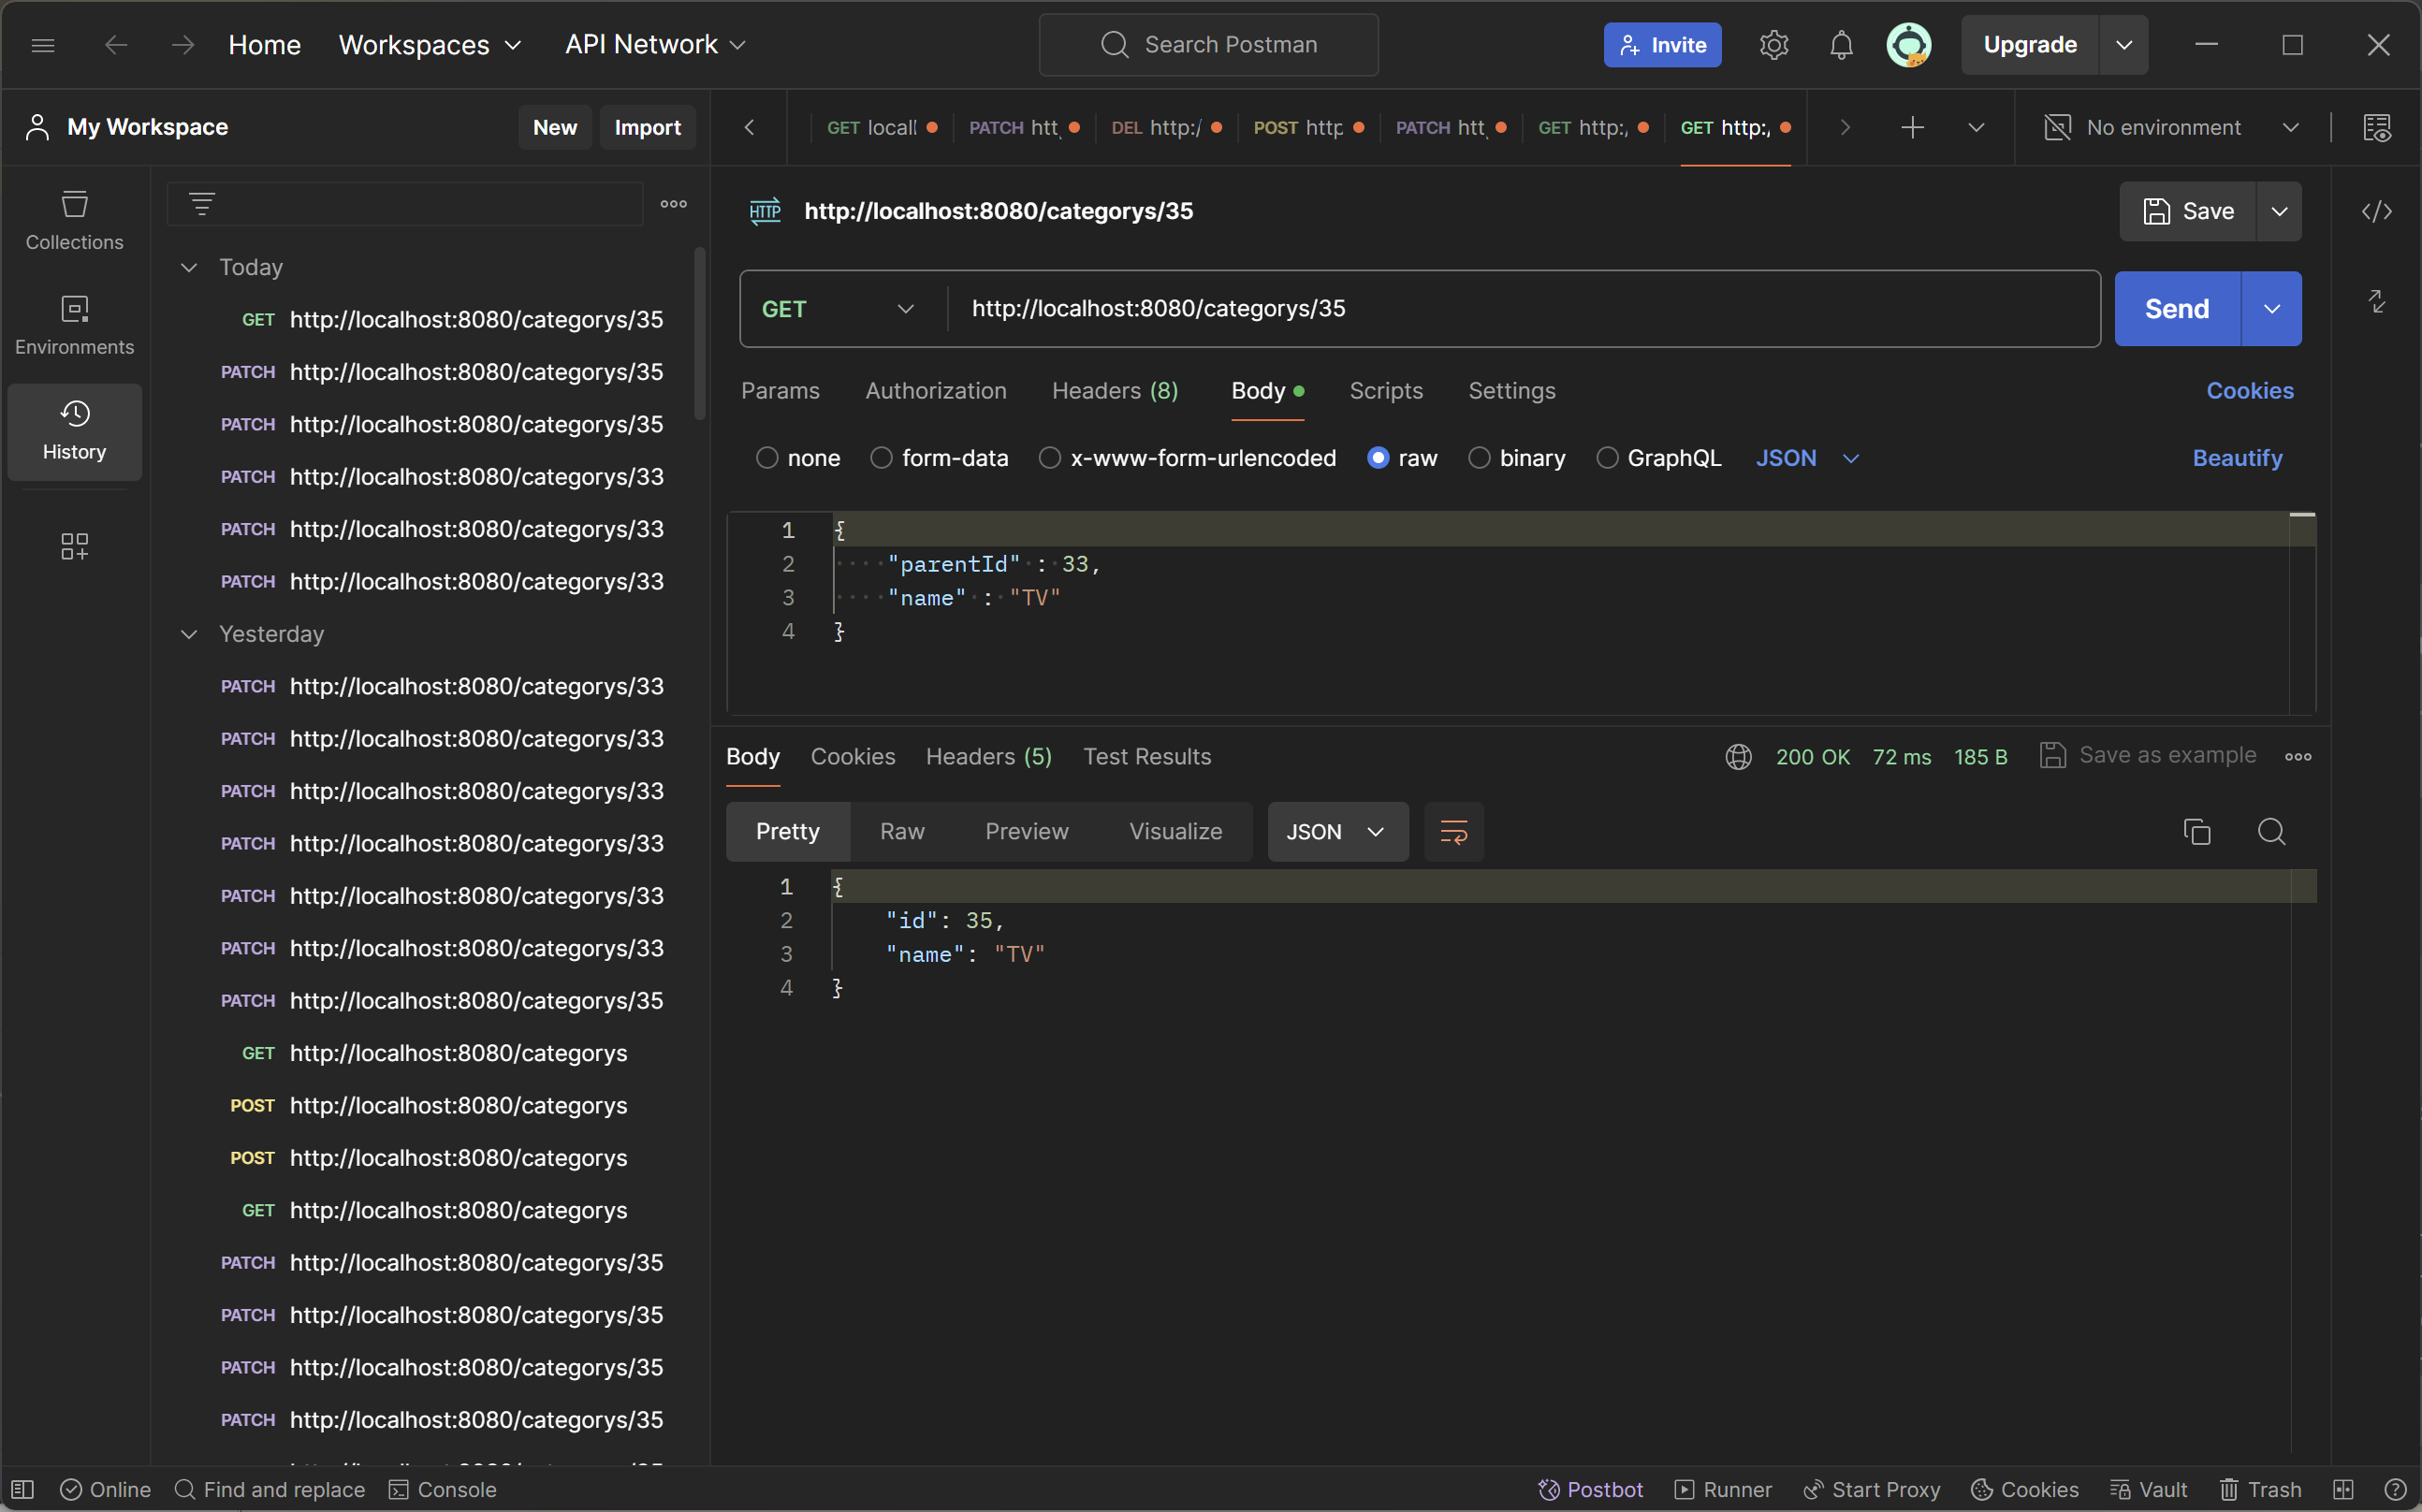 Home Workspaces API Network Search Postman Invite Upgrade
My Workspace New Import GET locall PATCH htt DEL http:/ POST http PATCH htt GET http:/ GET http:/ No environment
Collections
Environments
History
Today
GET http://localhost:8080/categorys/35
PATCH http://localhost:8080/categorys/35
PATCH http://localhost:8080/categorys/35
PATCH http://localhost:8080/categorys/33
PATCH http://localhost:8080/categorys/33
PATCH http://localhost:8080/categorys/33
Yesterday
PATCH http://localhost:8080/categorys/33
PATCH http://localhost:8080/categorys/33
PATCH http://localhost:8080/categorys/33
PATCH http://localhost:8080/categorys/33
PATCH http://localhost:8080/categorys/33
PATCH http://localhost:8080/categorys/33
PATCH http://localhost:8080/categorys/35
GET http://localhost:8080/categorys
POST http://localhost:8080/categorys
POST http://localhost:8080/categorys
GET http://localhost:8080/categorys
PATCH http://localhost:8080/categorys/35
PATCH http://localhost:8080/categorys/35
PATCH http://localhost:8080/categorys/35
PATCH http://localhost:8080/categorys/35
HTTP http://localhost:8080/categorys/35 Save
GET http://localhost:8080/categorys/35 Send
Params Authorization Headers (8) Body Scripts Settings Cookies
none form-data x-www-form-urlencoded raw binary GraphQL JSON Beautify
1 {
2 "parentId" : 33,
3 "name" : "TV"
4 }
Body Cookies Headers (5) Test Results 200 OK 72 ms 185 B Save as example
Pretty Raw Preview Visualize JSON
1 {
2 "id": 35,
3 "name": "TV"
4 }
Online Find and replace Console Postbot Runner Start Proxy Cookies Vault Trash